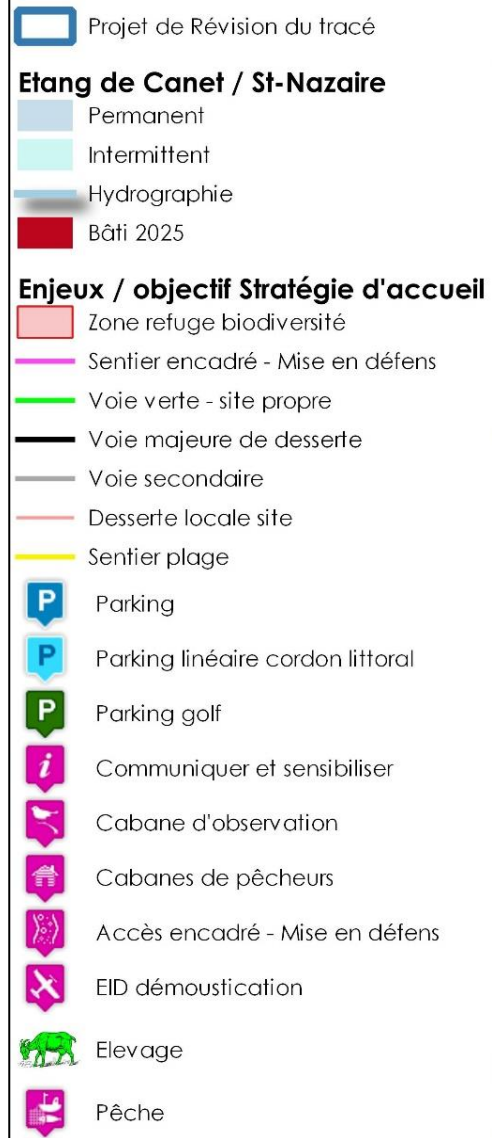 Projet de Révision du tracé
Etang de Canet / St-Nazaire
Permanent
Intermittent
Hydrographie
Bâti 2025
Enjeux / objectif Stratégie d'accueil
Zone refuge biodiversité
Sentier encadré - Mise en défens
Voie verte - site propre
Voie majeure de desserte
Voie secondaire
Desserte locale site
Sentier plage
P Parking
P Parking linéaire cordon littoral
P Parking golf
i Communiquer et sensibiliser
Cabane d'observation
Cabanes de pêcheurs
Accès encadré - Mise en défens
EID démoustication
Elevage
Pêche